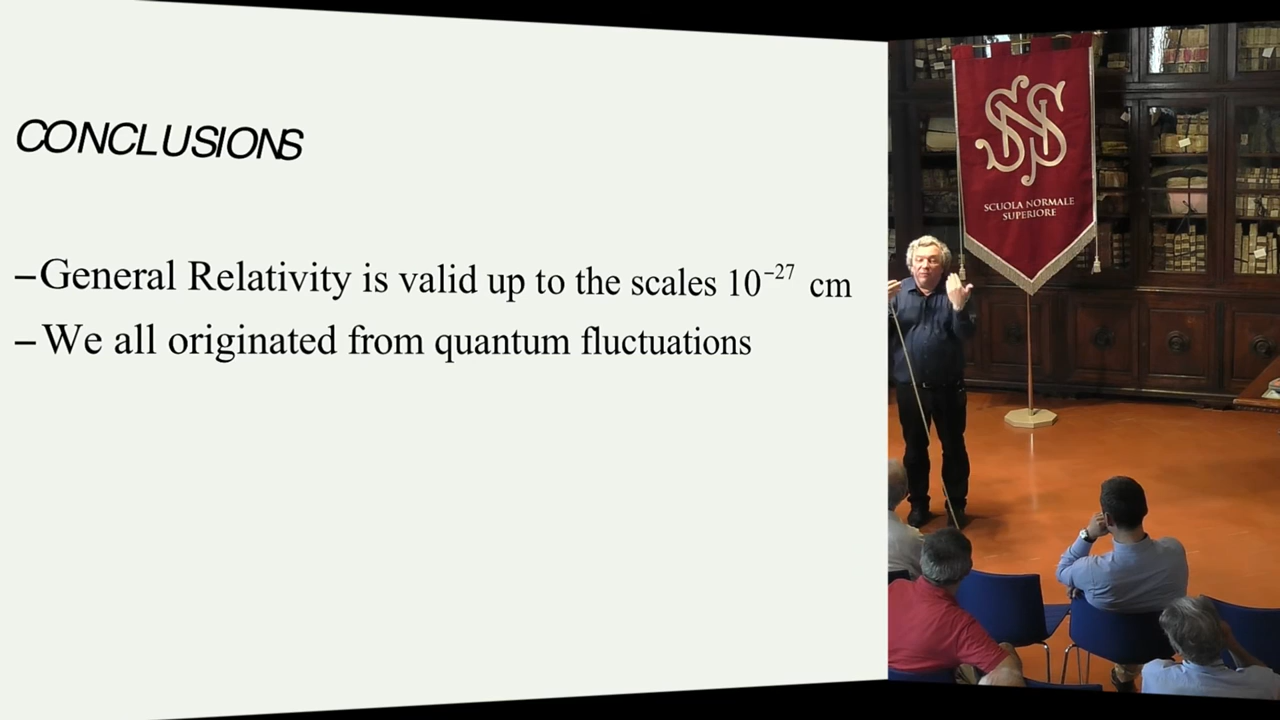 CONCLUSIONS
–General Relativity is valid up to the scales 10⁻²⁷ cm
– We all originated from quantum fluctuations
SNS
SCUOLA NORMALE
SUPERIORE